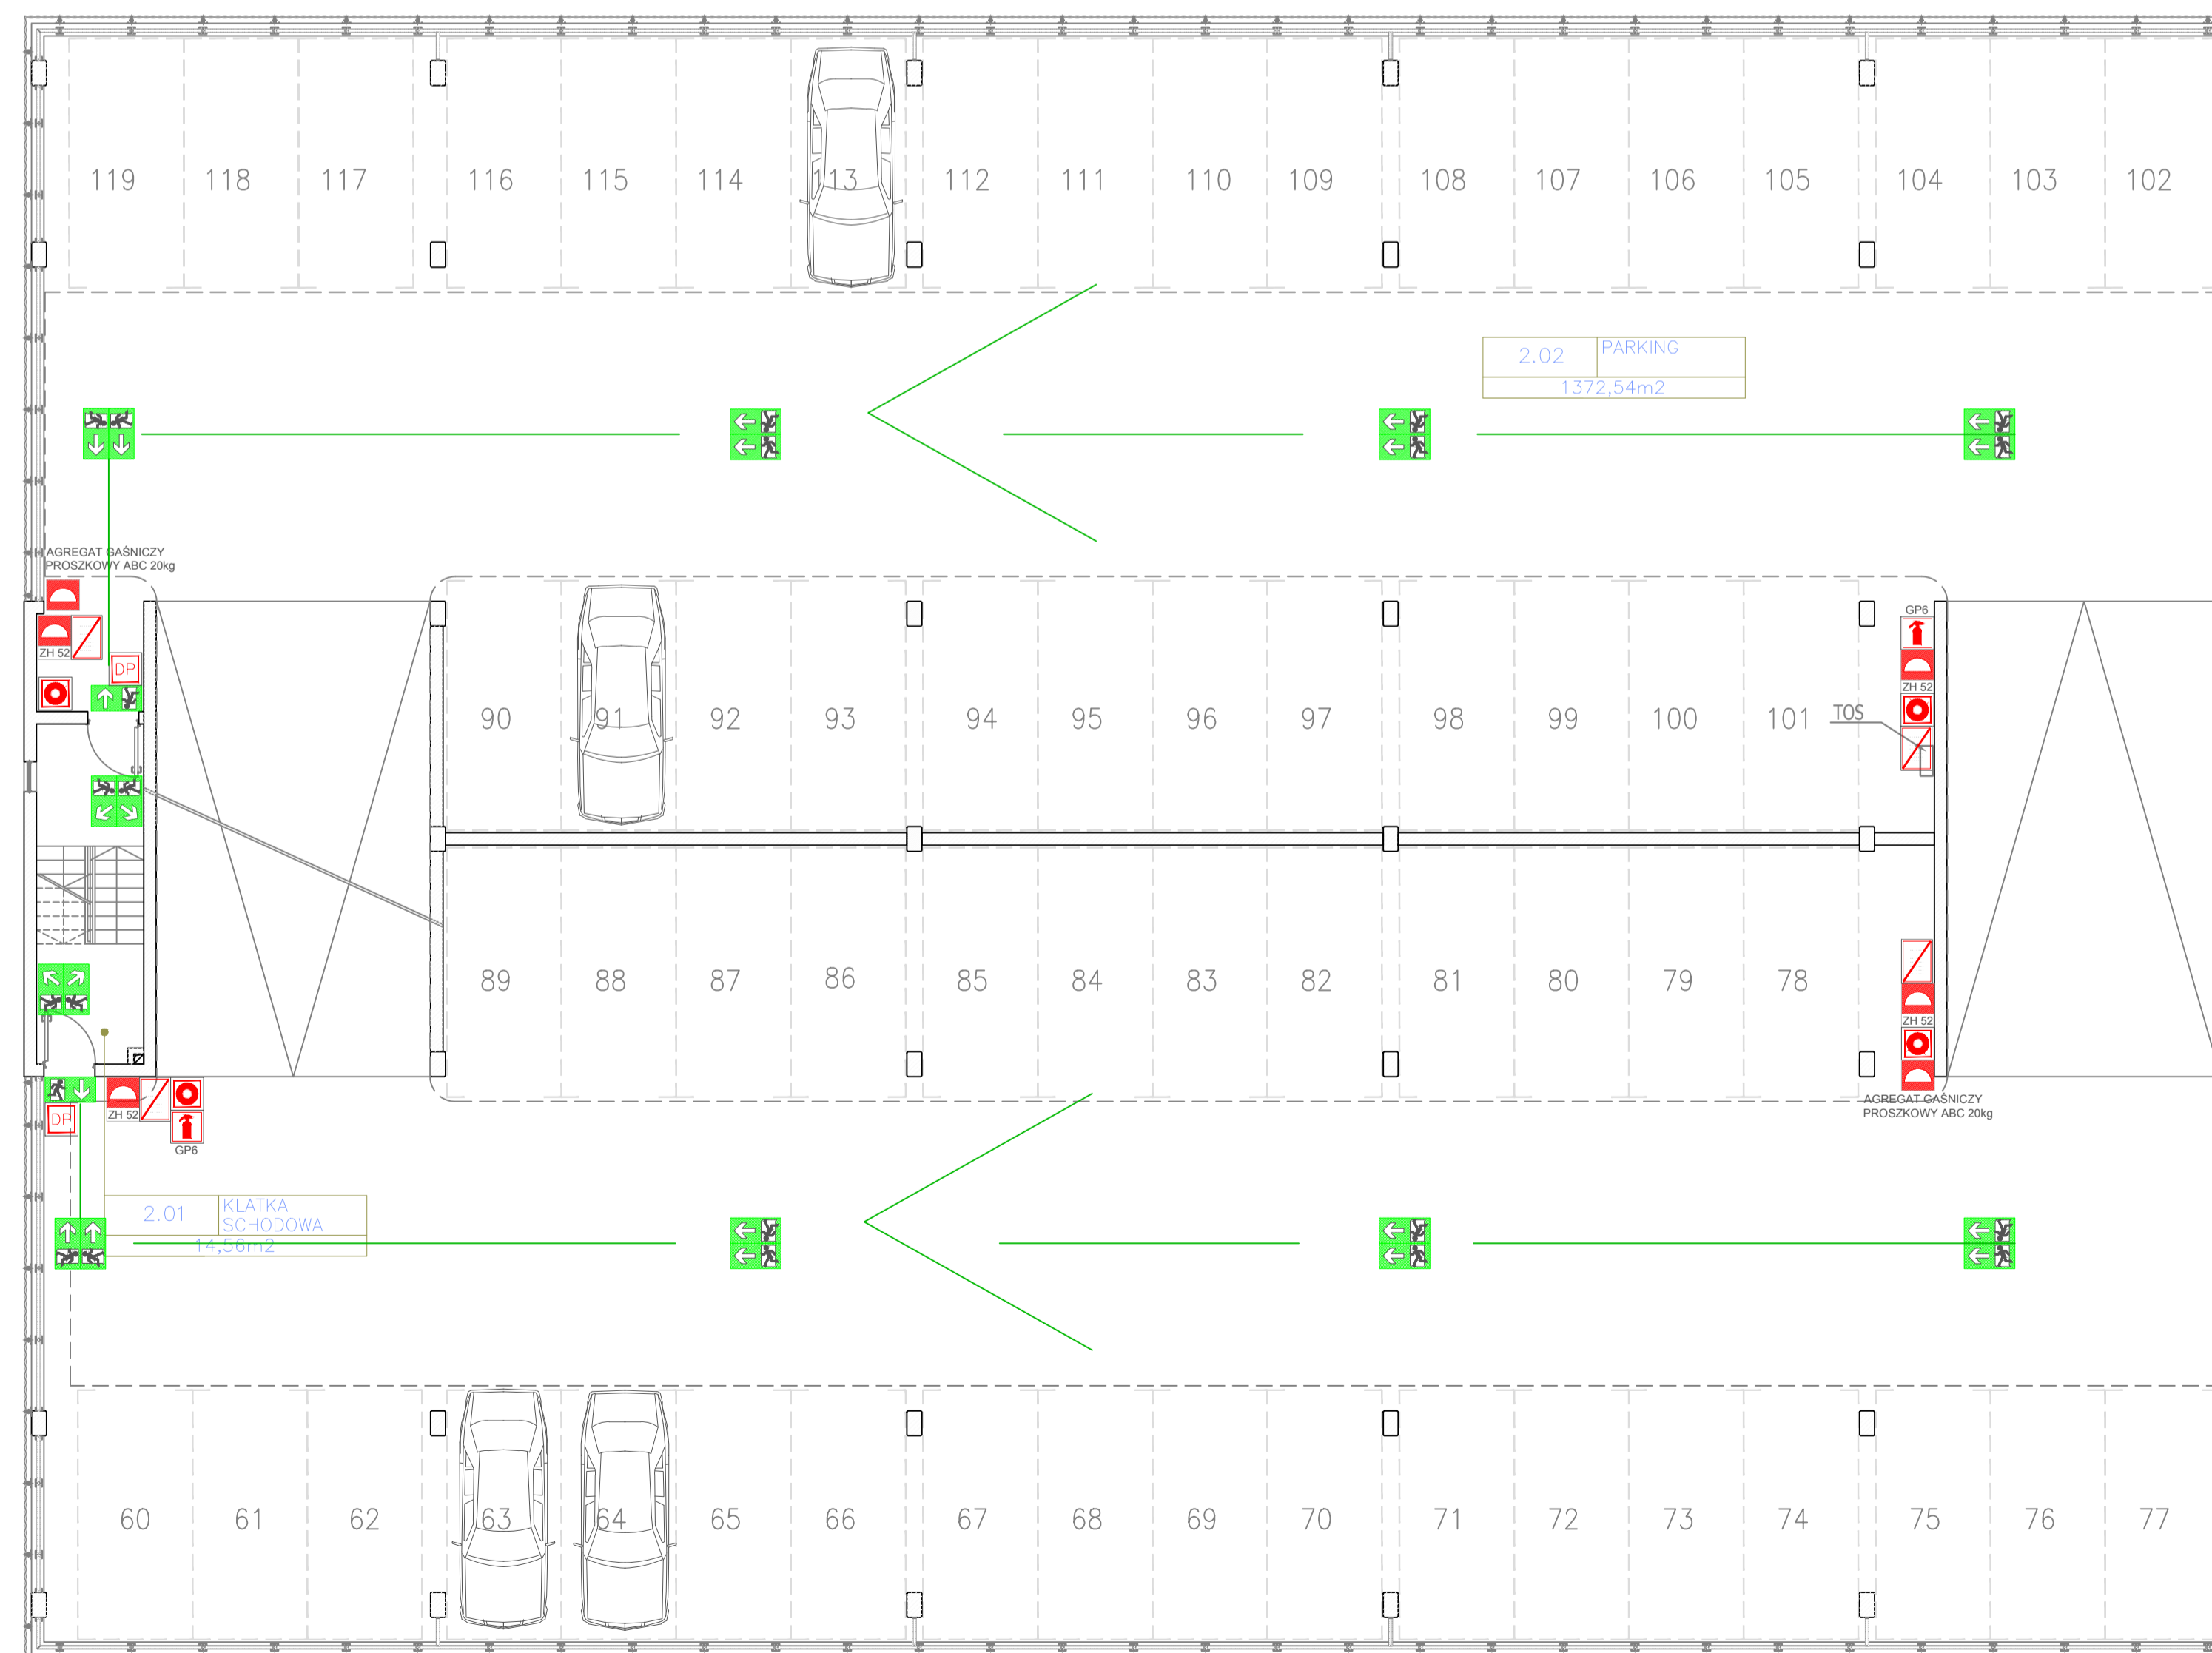 119 118 117 116 115 114 113 112 111 110 109 108 107 106 105 104 103 102
2.02 PARKING
1372,54m2
AGREGAT GAŚNICZY
PROSZKOWY ABC 20kg
ZH 52
DP
GP6
ZH 52
90 91 92 93 94 95 96 97 98 99 100 101
TOS
89 88 87 86 85 84 83 82 81 80 79 78
ZH 52
AGREGAT GAŚNICZY
PROSZKOWY ABC 20kg
DP
ZH 52
GP6
2.01 KLATKA
SCHODOWA
14,56m2
60 61 62 63 64 65 66 67 68 69 70 71 72 73 74 75 76 77